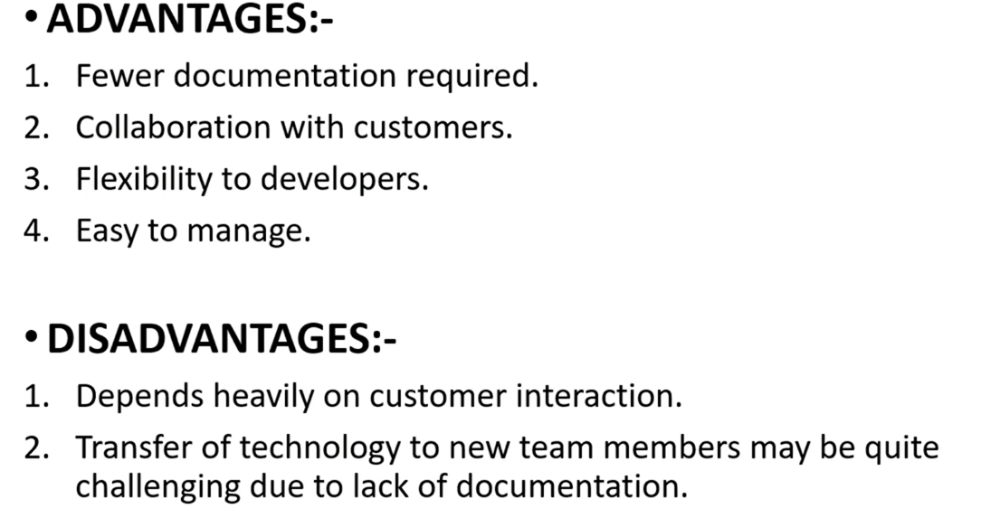 • ADVANTAGES:-
1. Fewer documentation required.
2. Collaboration with customers.
3. Flexibility to developers.
4. Easy to manage.
• DISADVANTAGES:-
1. Depends heavily on customer interaction.
2. Transfer of technology to new team members may be quite
challenging due to lack of documentation.